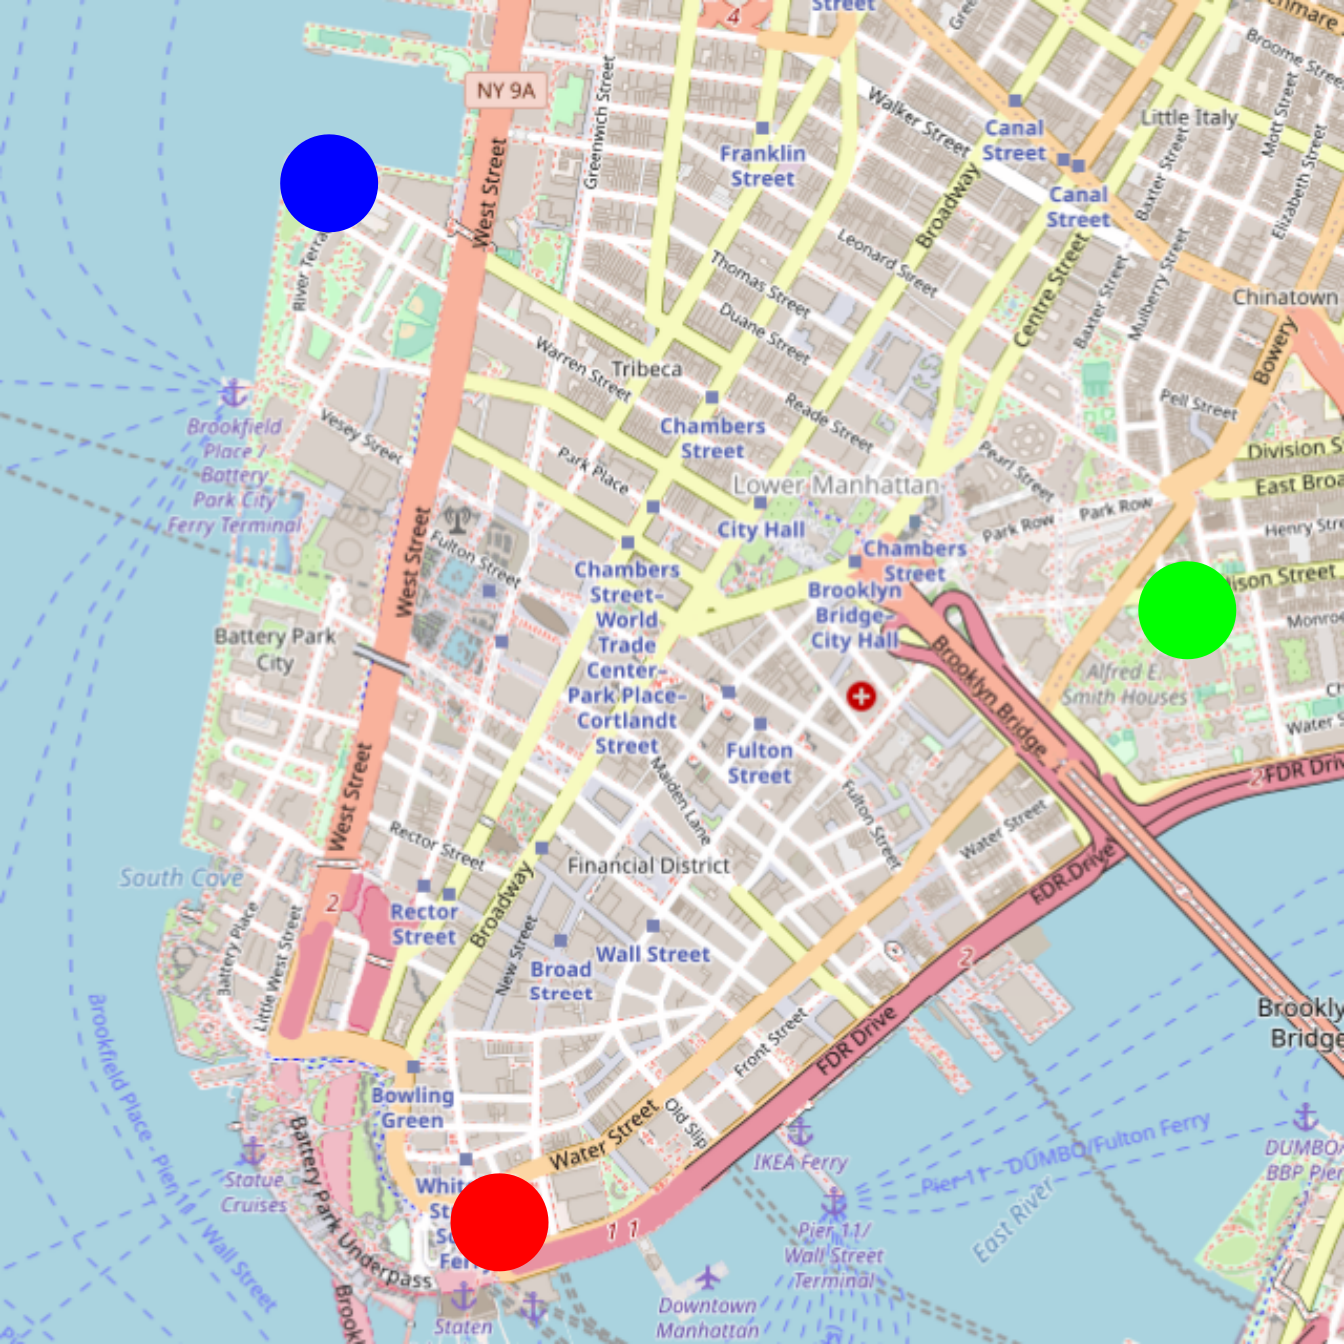 4
Street
NY 9A
Greenwich Street
Walker Street
Canal
Street
Broome Stree
Little Italy
Mott Street
Franklin
Street
Canal
Street
Baxter Street
Elizabeth Street
West Street
Broadway
River Terra
Leonard Street
Thomas Street
Centre Street
Baxter Street
Mulberry Street
Chinatown
Duane Street
Bowery
Warren Street
Tribeca
Reade Street
Pell Street
Brookfield
Place /
Battery
Park City
Ferry Terminal
Vesey Street
Chambers
Street
Park Place
Pearl Street
Division S
East Broa
Lower Manhattan
City Hall
Park Row
Park Row
Henry Str
West Street
Fulton Street
Chambers
Street
Chambers
Street–
World
Trade
Center–
Park Place–
Cortlandt
Street
Brooklyn
Bridge–
City Hall
ison Street
Monro
Battery Park
City
Brooklyn Bridge
Alfred E.
Smith Houses
Ch
Water S
Fulton
Street
2
FDR Driv
West Street
Maiden Lane
Fulton Street
Water Street
Rector Street
Financial District
FDR Drive
South Cove
2
Rector
Street
Broadway
New Street
Wall Street
Broad
Street
2
Battery Place
Little West Street
Brookly
Bridge
Front Street
FDR Drive
Bowling
Green
Brookfield Place - Pier 11 / Wall Street
Battery Park Underpass
Water Street
Old Slip
IKEA Ferry
Pier 11 - DUMBO/Fulton Ferry
DUMBO/
BBP Pier
Statue
Cruises
Whit
St
S
Fer
1 1
Pier 11/
Wall Street
Terminal
East River
Brook
Staten
Downtown
Manhattan